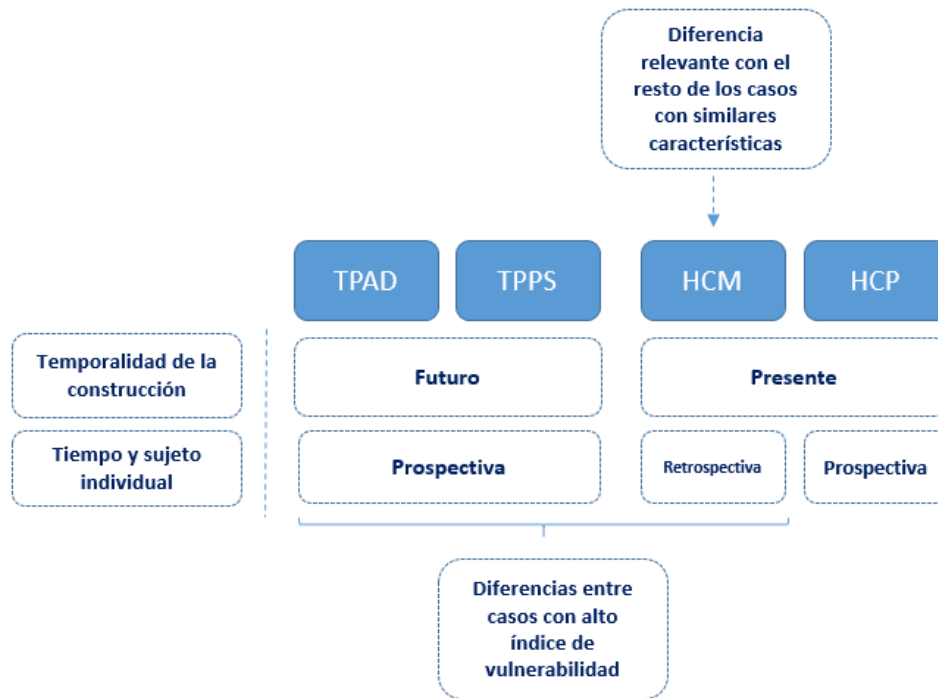 Diferencia
relevante con el
resto de los casos
con similares
características
TPAD TPPS HCM HCP
Temporalidad de la
construcción
Futuro
Presente
Tiempo y sujeto
individual
Prospectiva
Retrospectiva
Prospectiva
Diferencias entre
casos con alto
índice de
vulnerabilidad